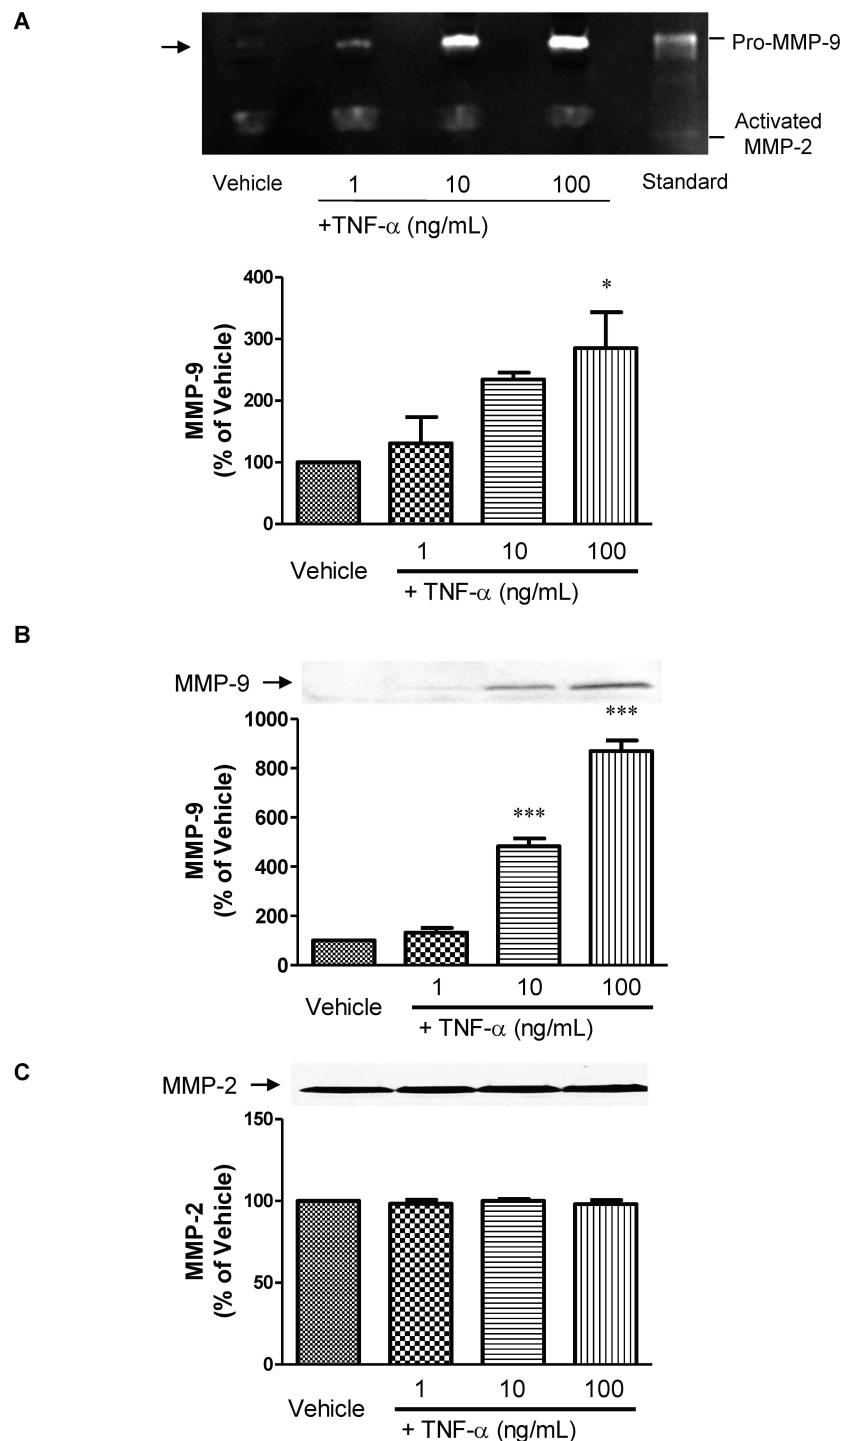 A
Pro-MMP-9
Activated
MMP-2
Vehicle 1 10 100 Standard
+TNF-α (ng/mL)
400
300
200
100
0
MMP-9
(% of Vehicle)
*
1 10 100
Vehicle
+ TNF-α (ng/mL)
B
MMP-9
1000
800
600
400
200
0
MMP-9
(% of Vehicle)
***
***
1 10 100
Vehicle
+ TNF-α (ng/mL)
C
MMP-2
150
100
50
0
MMP-2
(% of Vehicle)
1 10 100
Vehicle
+ TNF-α (ng/mL)